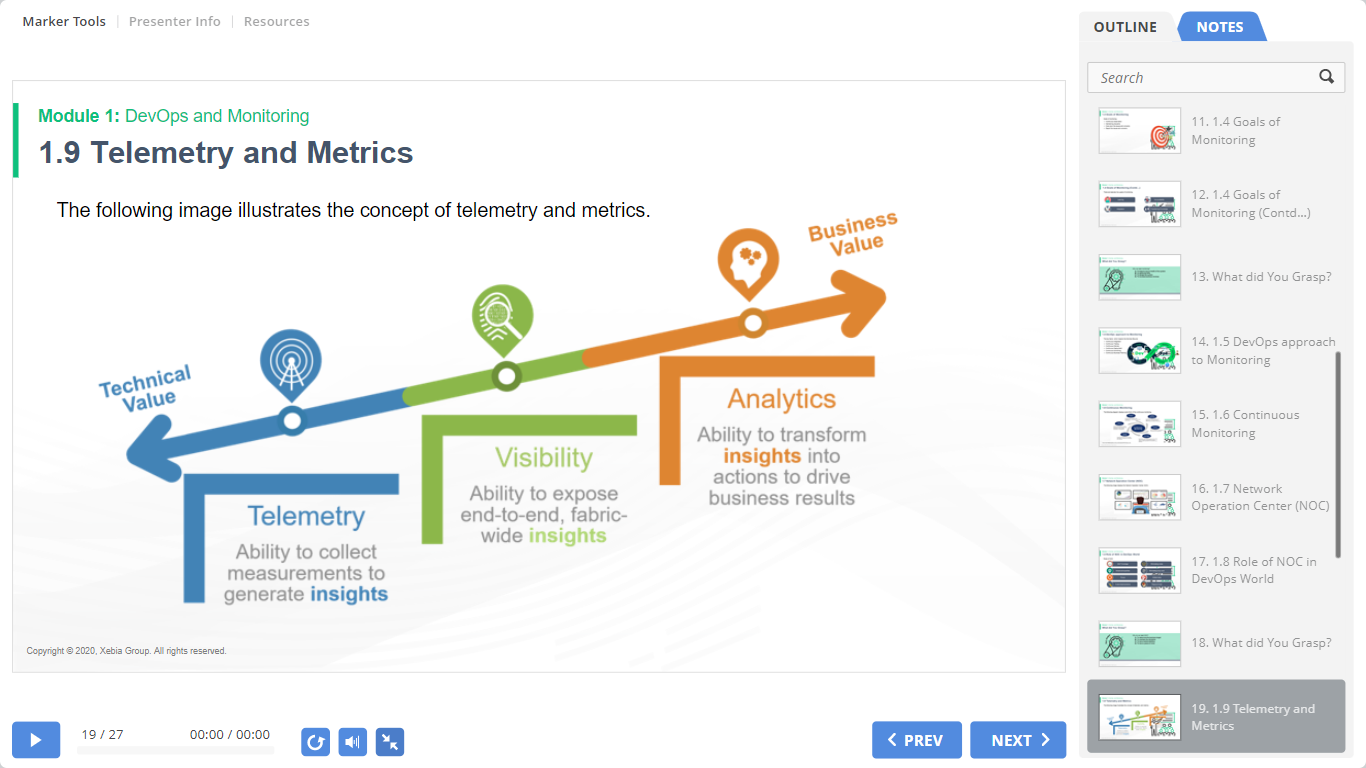 Marker Tools
Presenter Info
Resources
OUTLINE
NOTES
Search
Module 1: DevOps and Monitoring
1.9 Telemetry and Metrics
The following image illustrates the concept of telemetry and metrics.
Technical
Value
Business
Value
Telemetry
Ability to collect
measurements to
generate insights
Visibility
Ability to expose
end-to-end, fabric-
wide insights
Analytics
Ability to transform
insights into
actions to drive
business results
Copyright © 2020, Xebia Group. All rights reserved.
11. 1.4 Goals of
Monitoring
12. 1.4 Goals of
Monitoring (Contd...)
13. What did You Grasp?
14. 1.5 DevOps approach
to Monitoring
15. 1.6 Continuous
Monitoring
16. 1.7 Network
Operation Center (NOC)
17. 1.8 Role of NOC in
DevOps World
18. What did You Grasp?
19. 1.9 Telemetry and
Metrics
19 / 27
00:00 / 00:00
PREV
NEXT